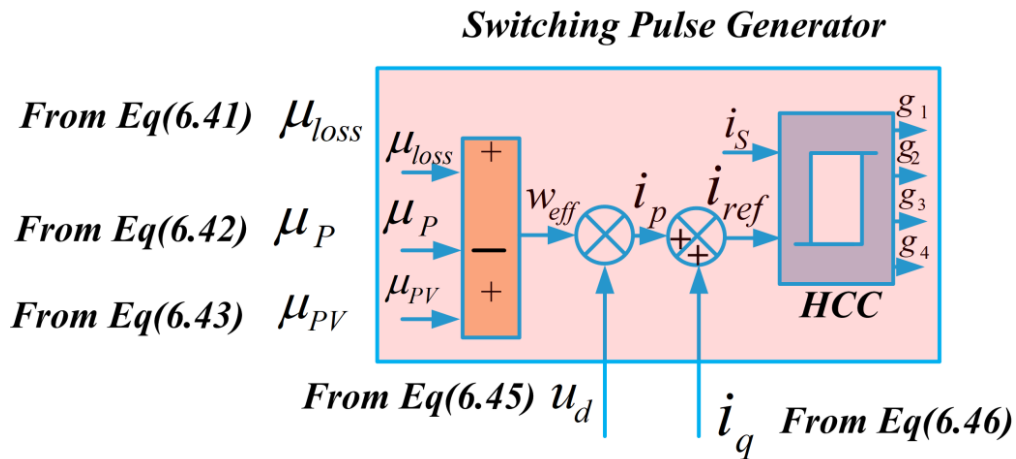 Switching Pulse Generator
From Eq(6.41) μloss
From Eq(6.42) μP
From Eq(6.43) μPV
μloss
μP
μPV
+
−
+
weff
ip
+
+
iref
iS
HCC
g1
g2
g3
g4
From Eq(6.45) ud
iq From Eq(6.46)